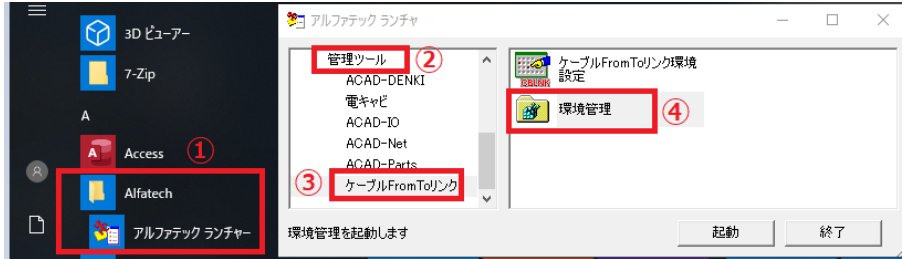 3D ビューアー
7-Zip
A
Access ①
Alfatech
アルファテック ランチャー
アルファテック ランチャ
管理ツール ②
ACAD-DENKI
電キャビ
ACAD-IO
ACAD-Net
ACAD-Parts
③ ケーブルFromToリンク
ケーブルFromToリンク環境
設定
CABLINK
環境管理 ④
環境管理を起動します
起動
終了